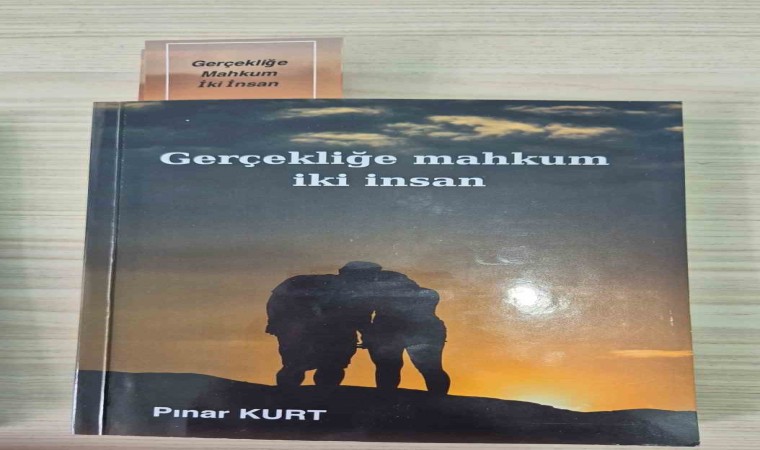 Gerçekliğe
Mahkum
İki İnsan
Gerçekliğe mahkum
iki insan
Pınar KURT